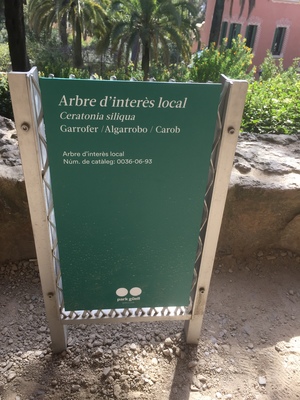 Arbre d'interès local
Ceratonia siliqua
Garrofer / Algarrobo / Carob
Arbre d'interès local
Núm. de catàleg: 0036-06-93
park güell